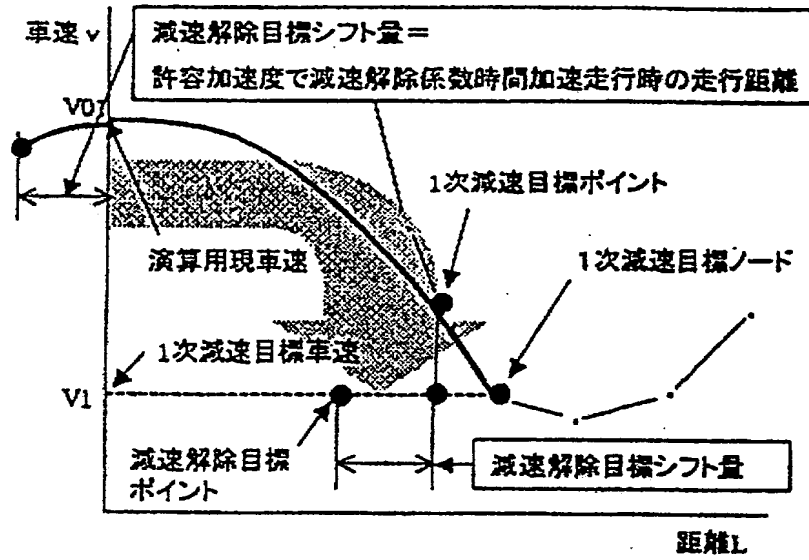 車速 v
減速解除目標シフト量＝
許容加速度で減速解除係数時間加速走行時の走行距離
V0
1次減速目標ポイント
演算用現車速
1次減速目標ノード
1次減速目標車速
V1
減速解除目標
ポイント
減速解除目標シフト量
距離L